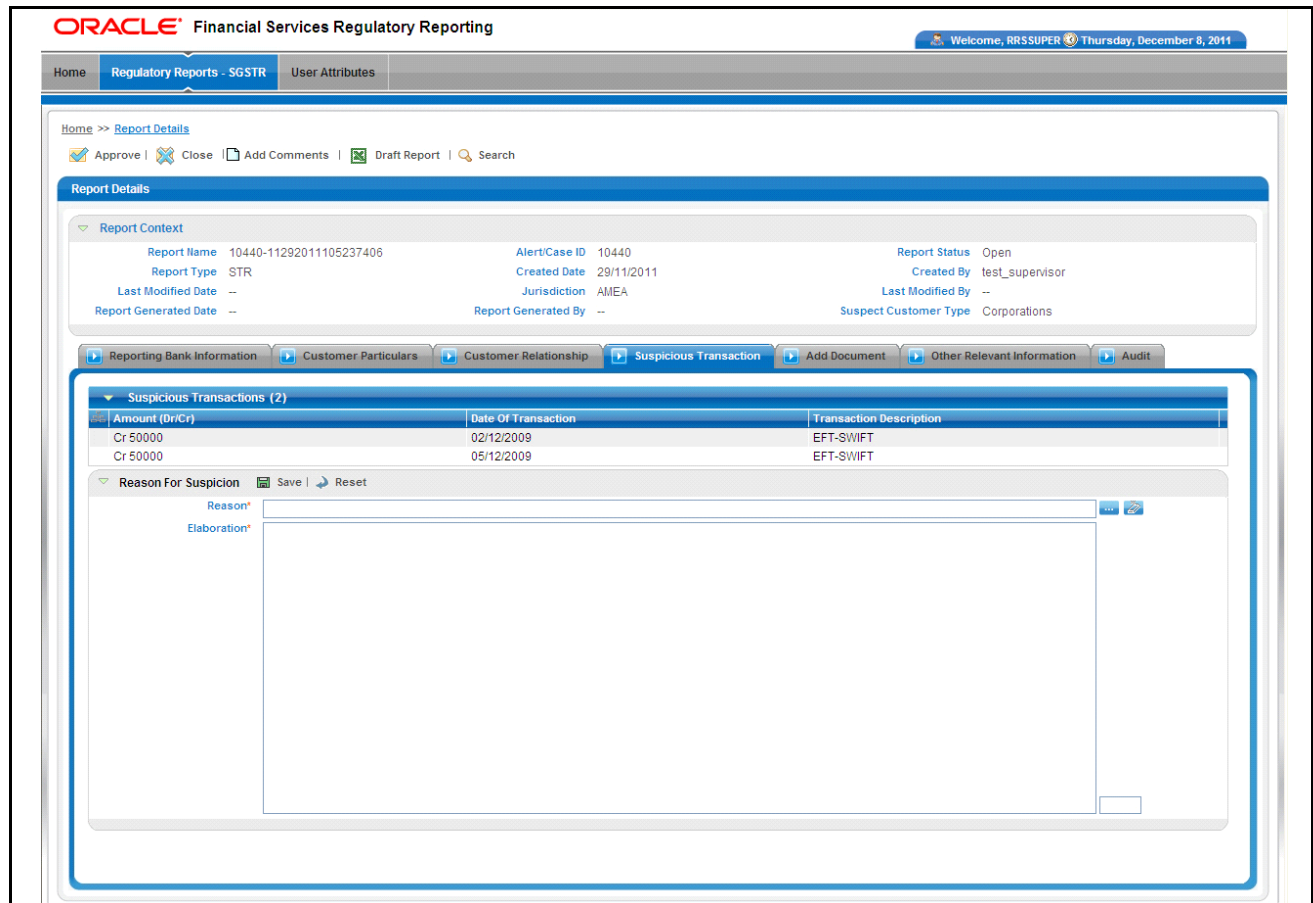 ORACLE® Financial Services Regulatory Reporting
Welcome, RRSSUPER Thursday, December 8, 2011
Home Regulatory Reports - SGSTR User Attributes
Home >> Report Details
Approve | Close | Add Comments | Draft Report | Search
Report Details
Report Context
Report Name 10440-11292011105237406 Alert/Case ID 10440 Report Status Open
Report Type STR Created Date 29/11/2011 Created By test_supervisor
Last Modified Date -- Jurisdiction AMEA Last Modified By --
Report Generated Date -- Report Generated By -- Suspect Customer Type Corporations
Reporting Bank Information Customer Particulars Customer Relationship Suspicious Transaction Add Document Other Relevant Information Audit
Suspicious Transactions (2)
Amount (Dr/Cr) Date Of Transaction Transaction Description
Cr 50000 02/12/2009 EFT-SWIFT
Cr 50000 05/12/2009 EFT-SWIFT
Reason For Suspicion Save | Reset
Reason* ...
Elaboration*